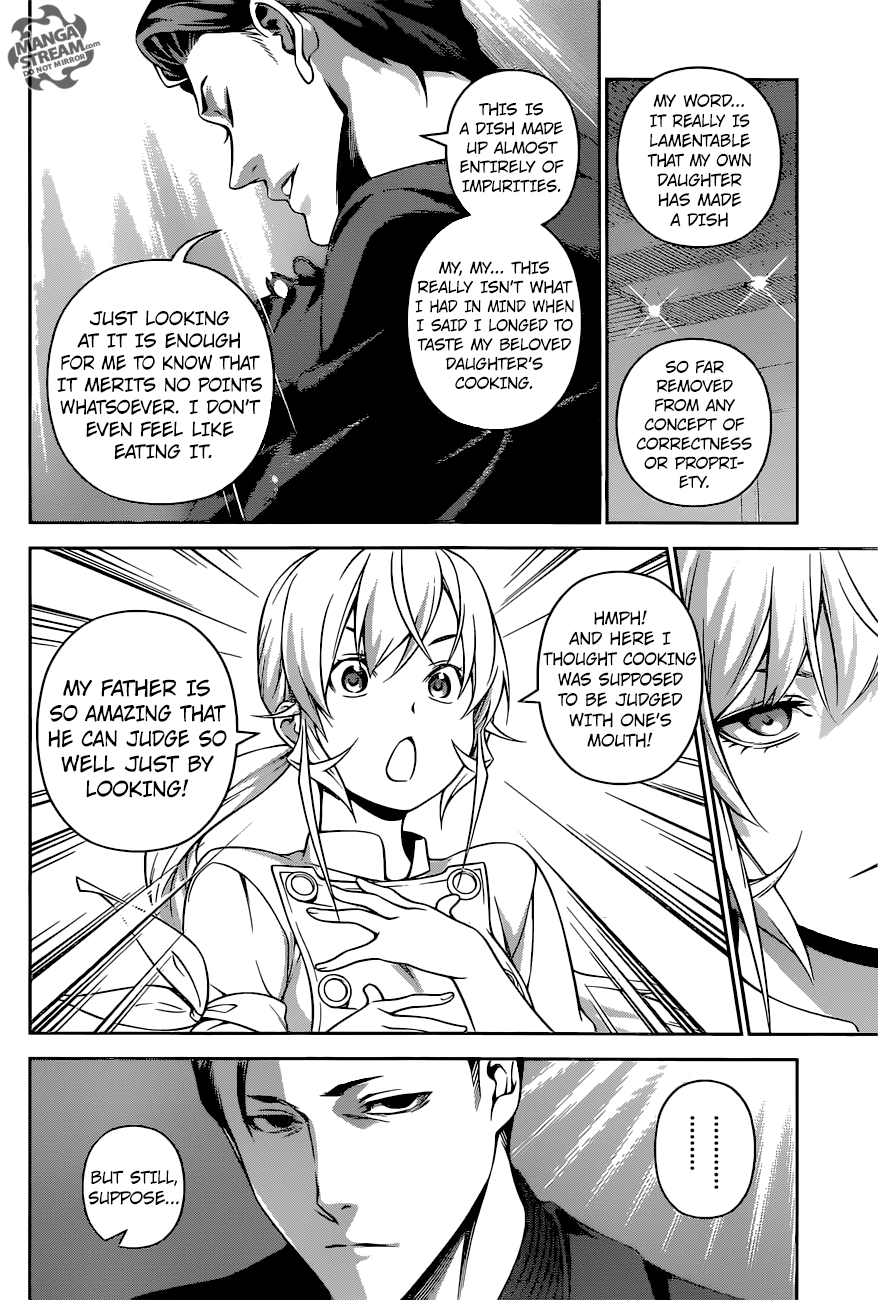 MANGA
STREAM.com
DO NOT MIRROR!
MY WORD...
IT REALLY IS
LAMENTABLE
THAT MY OWN
DAUGHTER
HAS MADE
A DISH
SO FAR
REMOVED
FROM ANY
CONCEPT OF
CORRECTNESS
OR PROPRI-
ETY.
THIS IS
A DISH MADE
UP ALMOST
ENTIRELY OF
IMPURITIES.
MY, MY... THIS
REALLY ISN'T WHAT
I HAD IN MIND WHEN
I SAID I LONGED TO
TASTE MY BELOVED
DAUGHTER'S
COOKING.
JUST LOOKING
AT IT IS ENOUGH
FOR ME TO KNOW THAT
IT MERITS NO POINTS
WHATSOEVER. I DON'T
EVEN FEEL LIKE
EATING IT.
HMPH!
AND HERE I
THOUGHT COOKING
WAS SUPPOSED
TO BE JUDGED
WITH ONE'S
MOUTH!
MY FATHER IS
SO AMAZING THAT
HE CAN JUDGE SO
WELL JUST BY
LOOKING!
.........
.........
BUT STILL,
SUPPOSE...